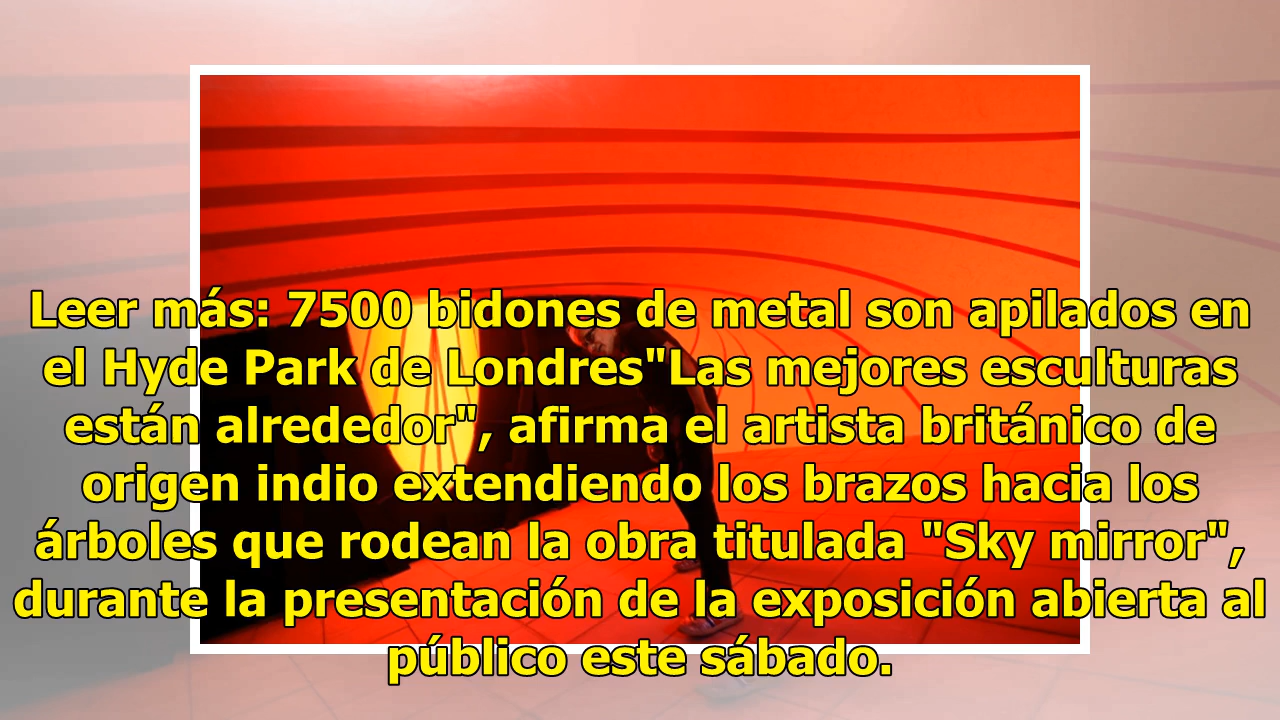 Leer más: 7500 bidones de metal son apilados en
el Hyde Park de Londres"Las mejores esculturas
están alrededor", afirma el artista británico de
origen indio extendiendo los brazos hacia los
árboles que rodean la obra titulada "Sky mirror",
durante la presentación de la exposición abierta al
público este sábado.